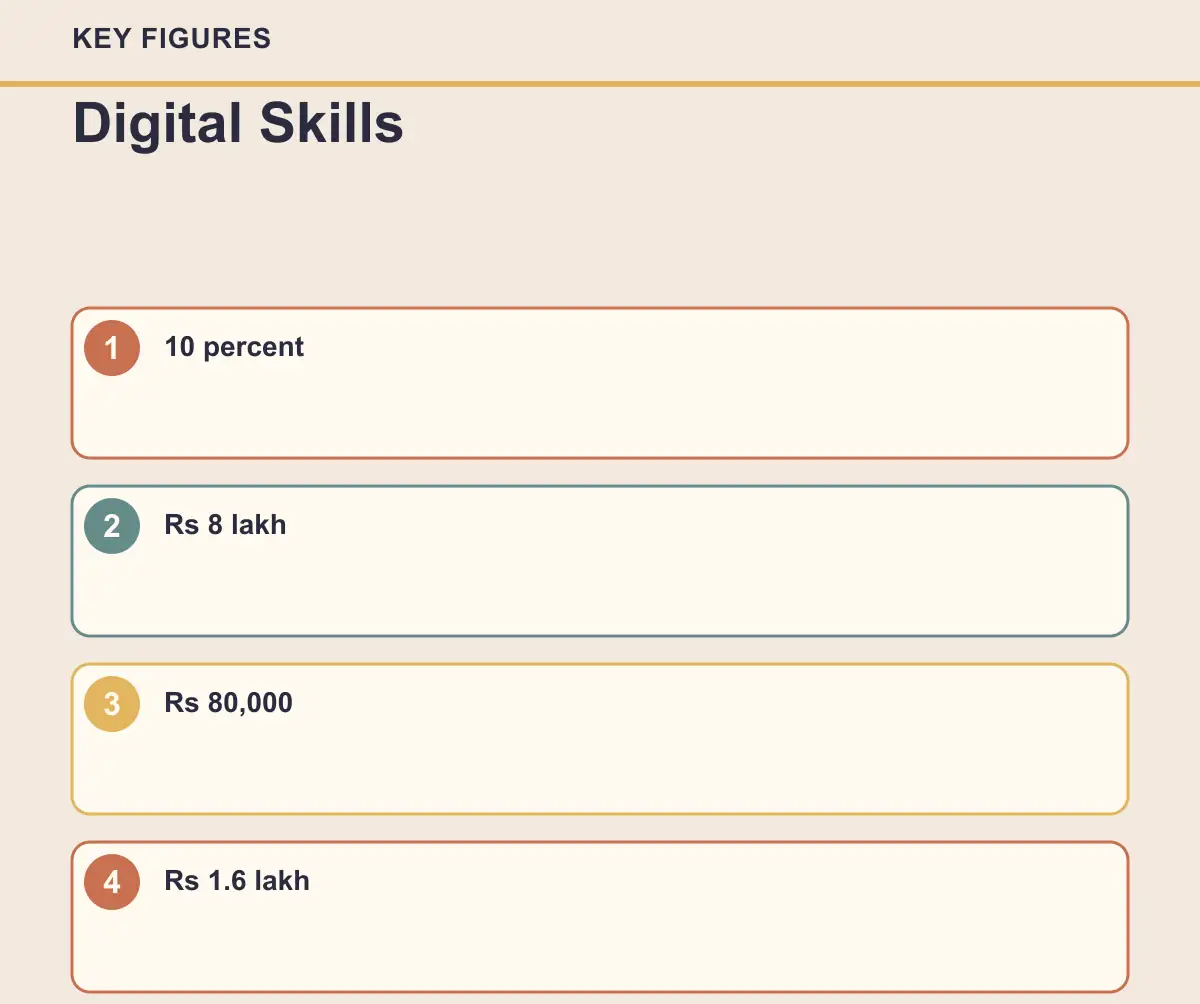 KEY FIGURES
Digital Skills
1 10 percent
2 Rs 8 lakh
3 Rs 80,000
4 Rs 1.6 lakh